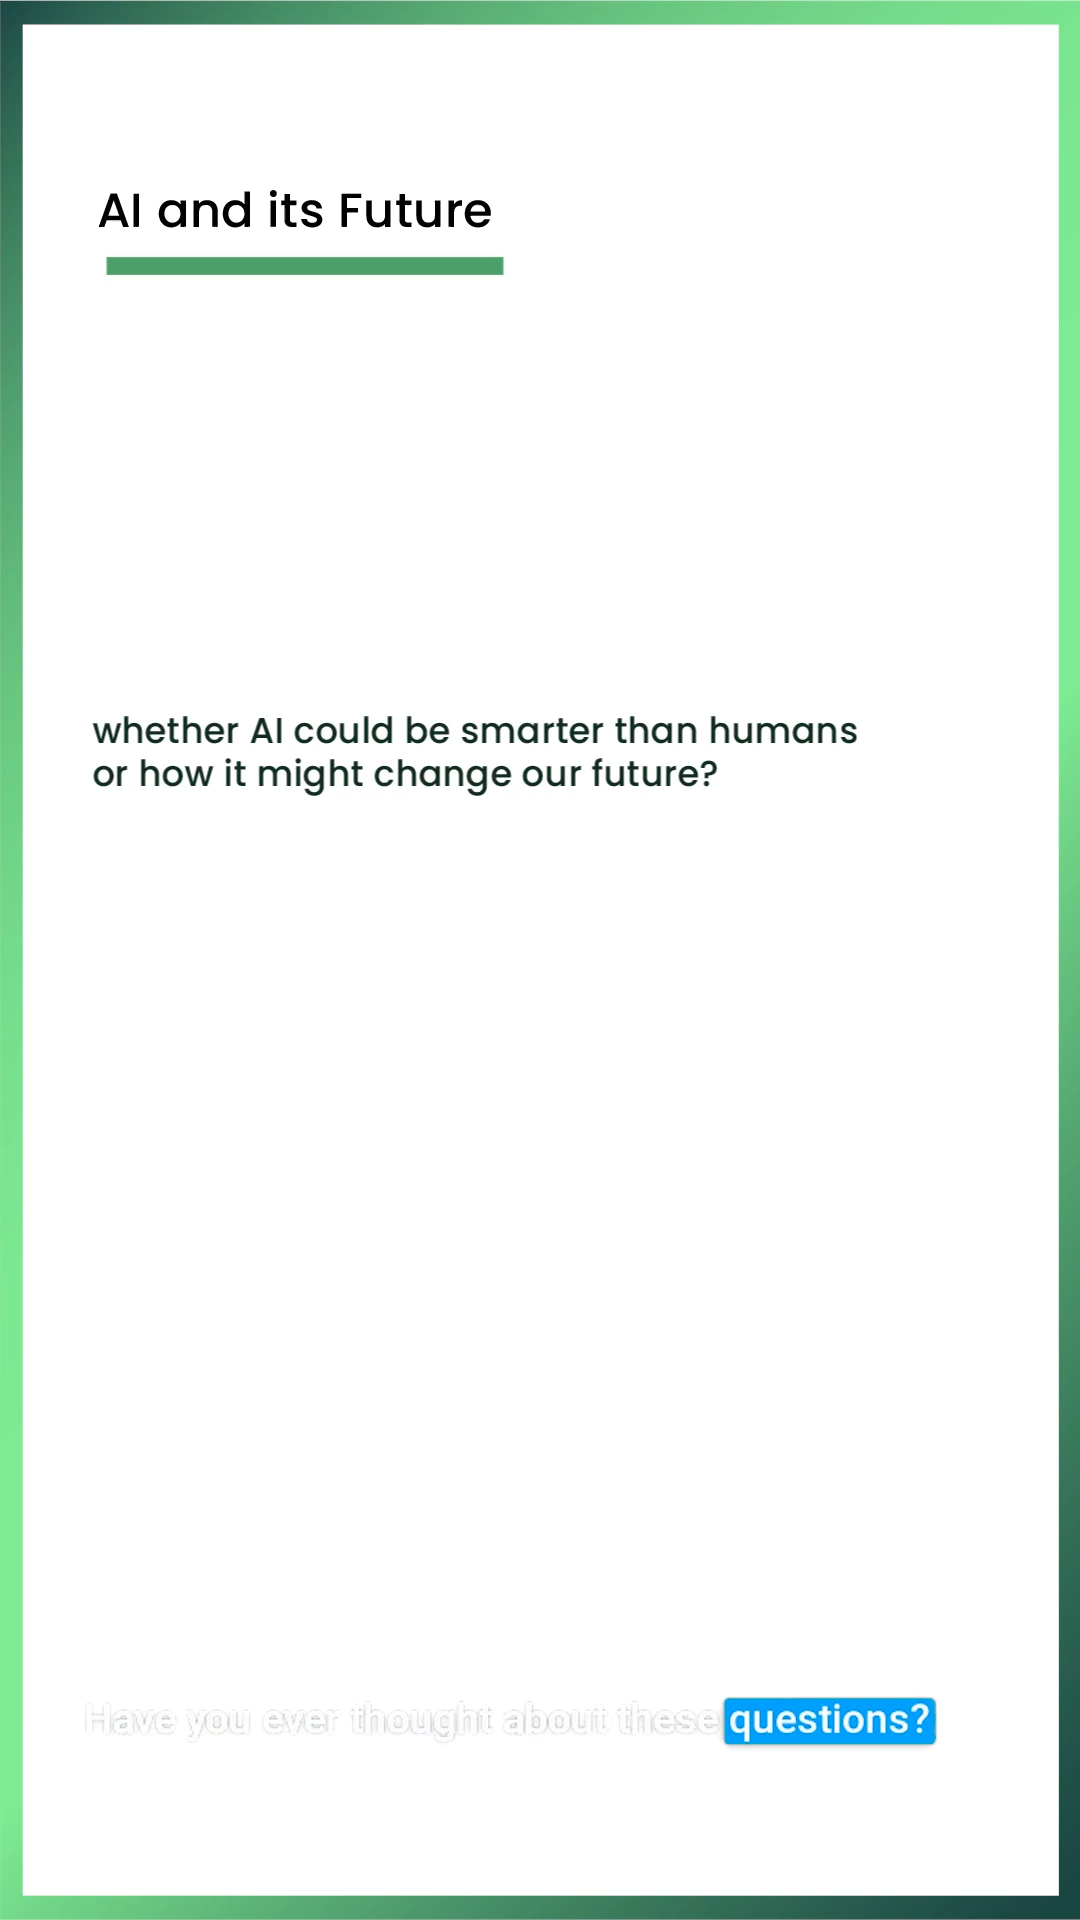 AI and its Future
whether AI could be smarter than humans
or how it might change our future?
Have you ever thought about these questions?